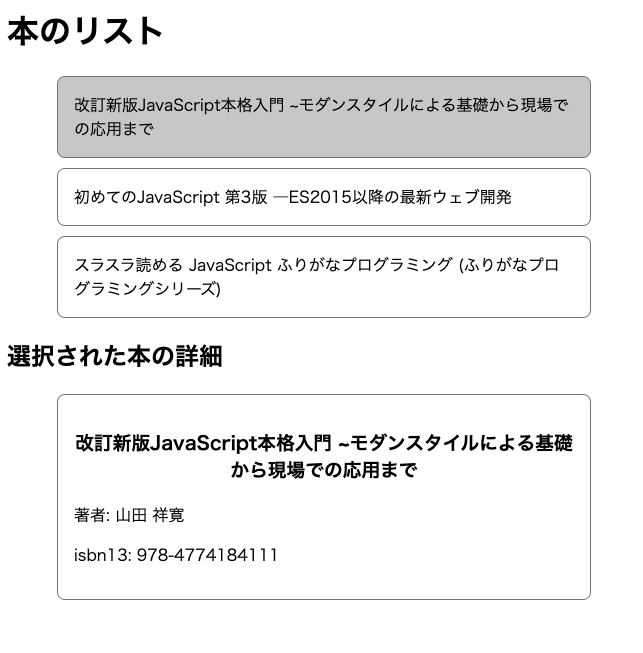 本のリスト
改訂新版JavaScript本格入門 ~モダンスタイルによる基礎から現場で
の応用まで
初めてのJavaScript 第3版 ―ES2015以降の最新ウェブ開発
スラスラ読める JavaScript ふりがなプログラミング (ふりがなプロ
グラミングシリーズ)
選択された本の詳細
改訂新版JavaScript本格入門 ~モダンスタイルによる基礎
から現場での応用まで
著者: 山田 祥寛
isbn13: 978-4774184111